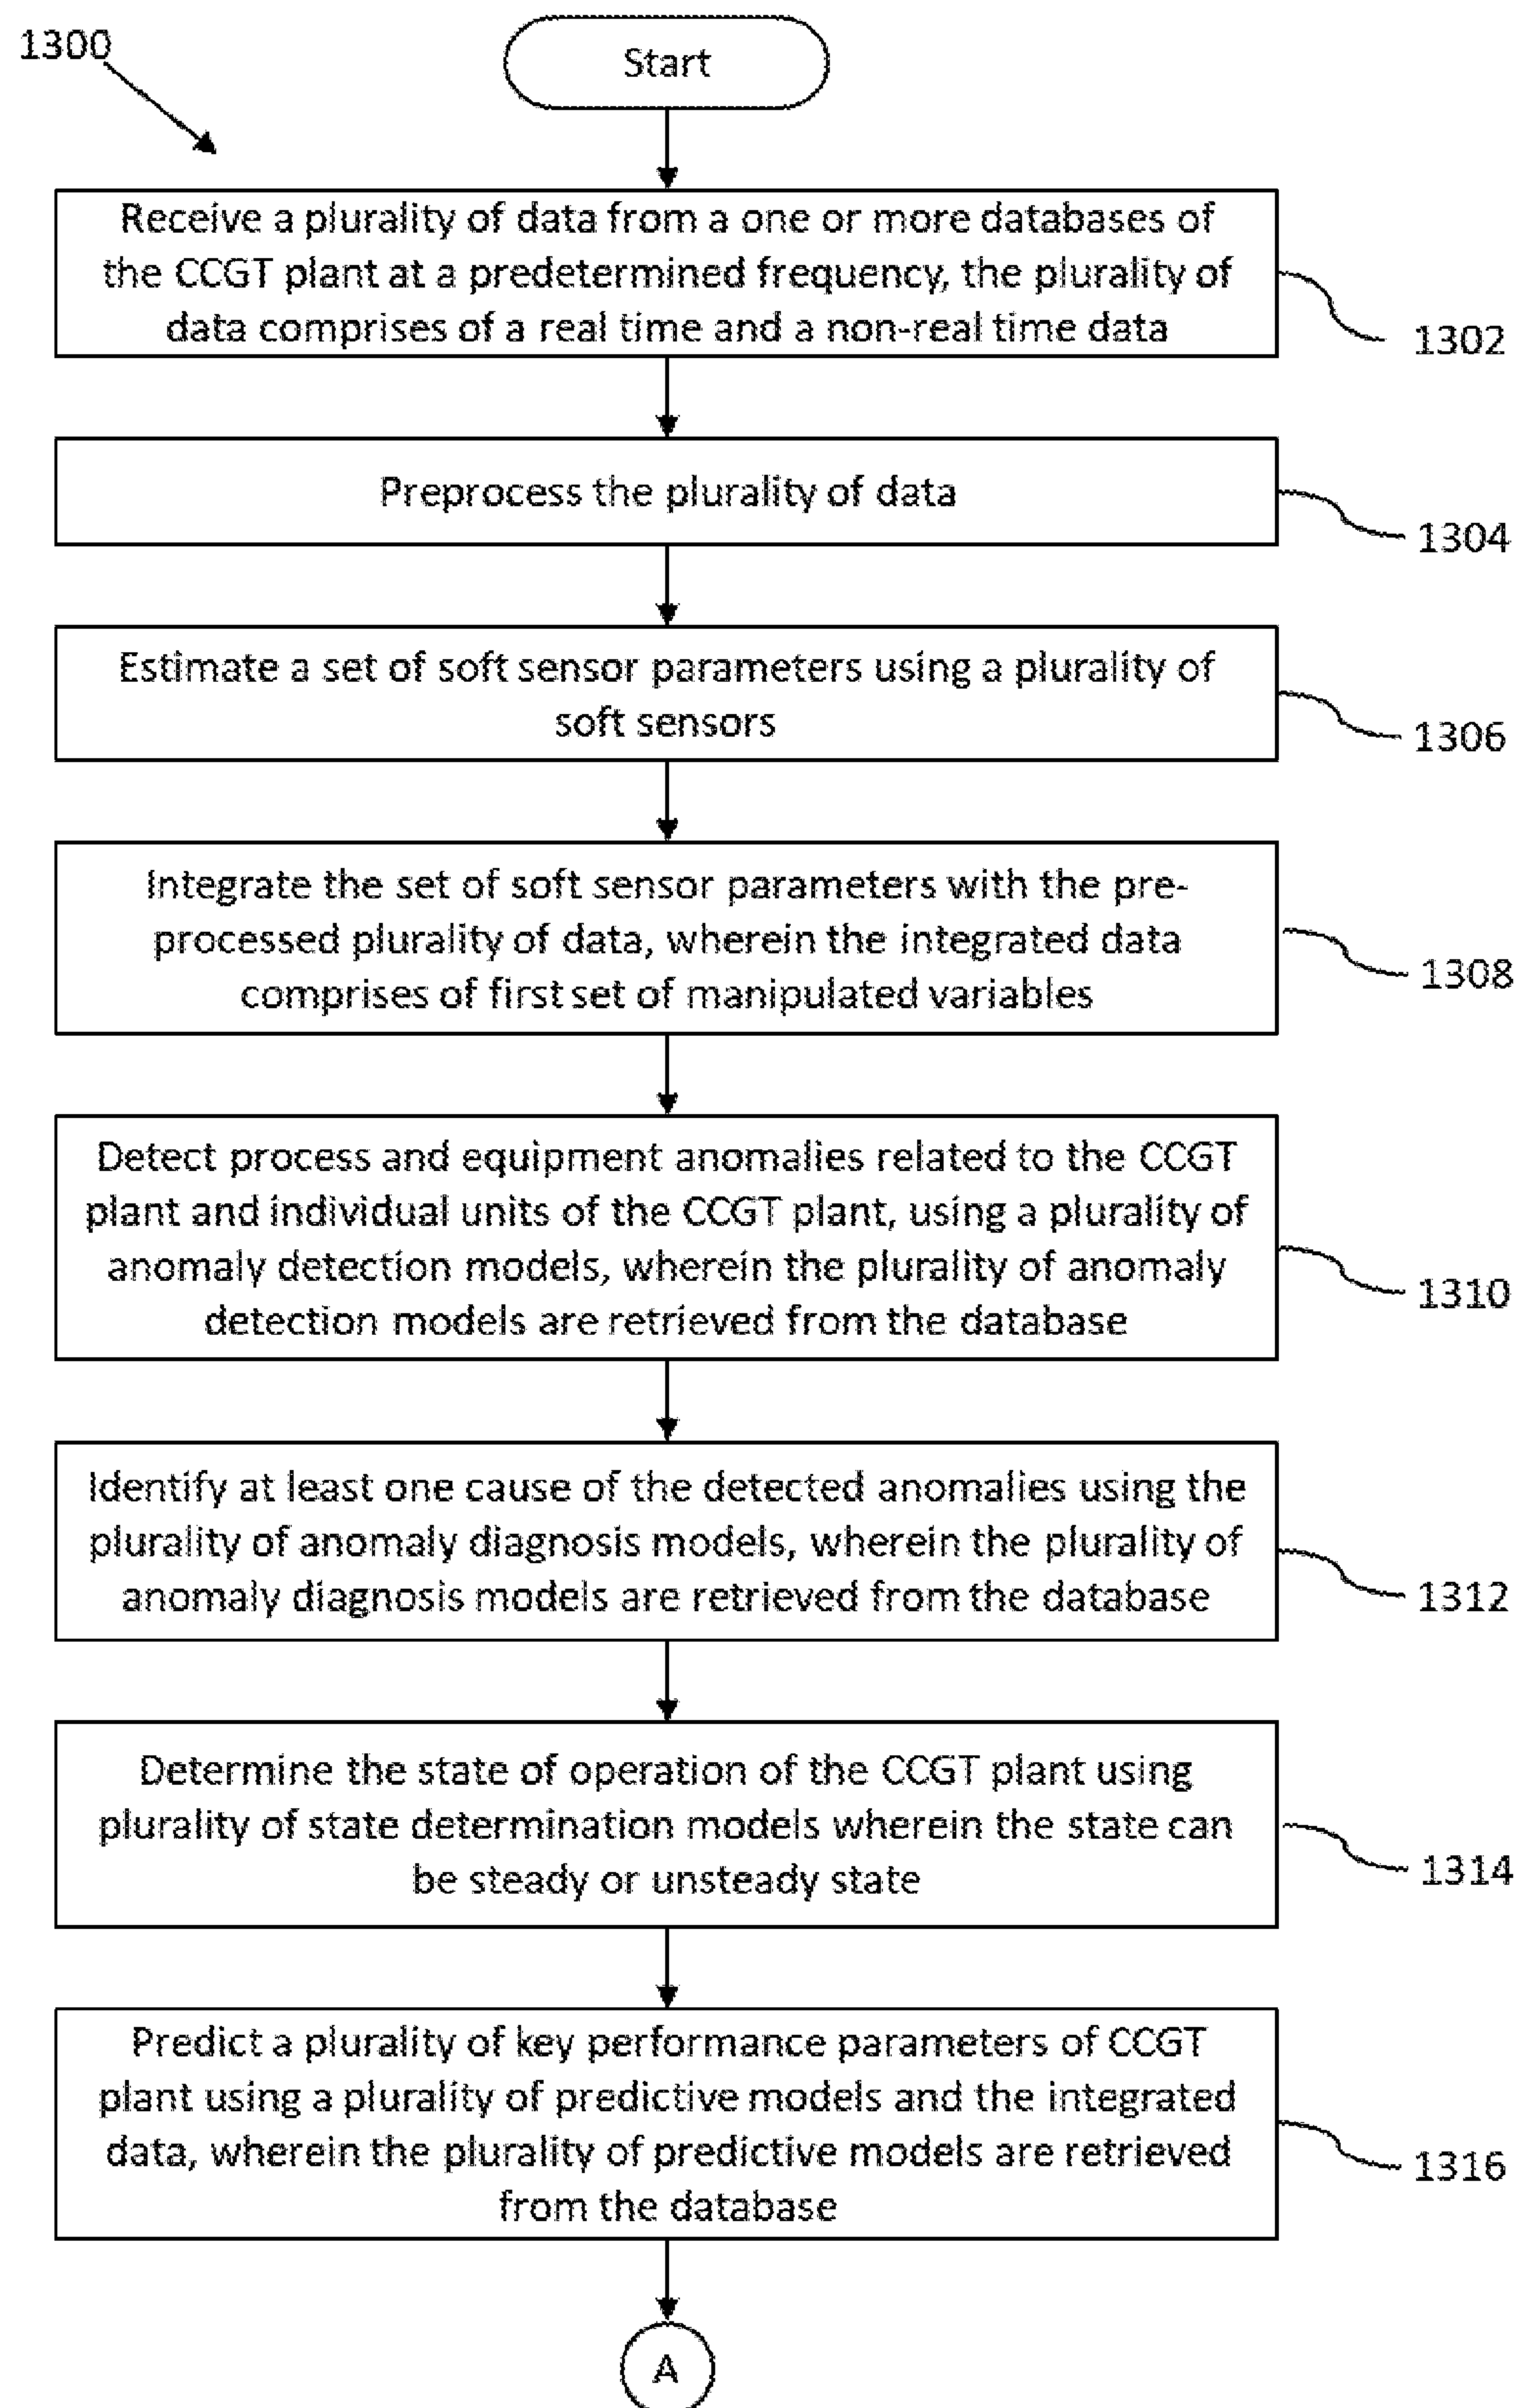 1300
Start
Receive a plurality of data from a one or more databases of
the CCGT plant at a predetermined frequency, the plurality of
data comprises of a real time and a non-real time data
1302
Preprocess the plurality of data
1304
Estimate a set of soft sensor parameters using a plurality of
soft sensors
1306
Integrate the set of soft sensor parameters with the pre-
processed plurality of data, wherein the integrated data
comprises of first set of manipulated variables
1308
Detect process and equipment anomalies related to the CCGT
plant and individual units of the CCGT plant, using a plurality of
anomaly detection models, wherein the plurality of anomaly
detection models are retrieved from the database
1310
Identify at least one cause of the detected anomalies using the
plurality of anomaly diagnosis models, wherein the plurality of
anomaly diagnosis models are retrieved from the database
1312
Determine the state of operation of the CCGT plant using
plurality of state determination models wherein the state can
be steady or unsteady state
1314
Predict a plurality of key performance parameters of CCGT
plant using a plurality of predictive models and the integrated
data, wherein the plurality of predictive models are retrieved
from the database
1316
A